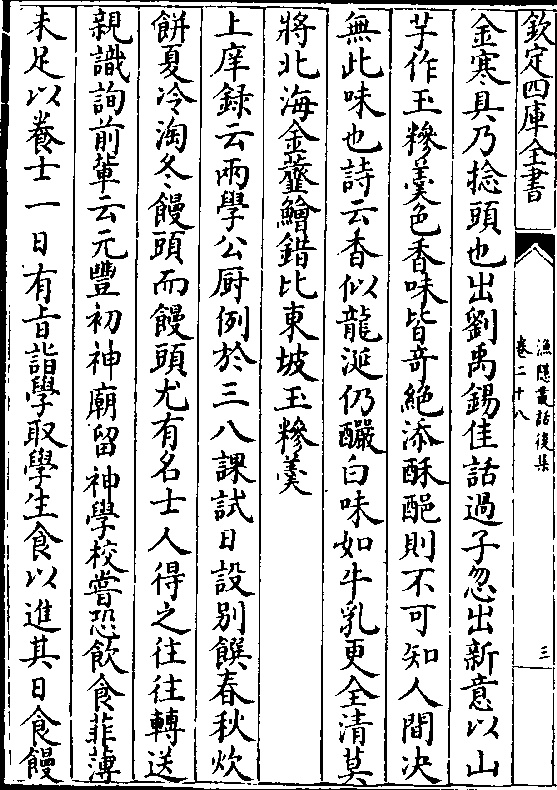 欽定四庫全書
漁隱叢話後集
卷二十八
三
金寒具乃捻頭也出劉禹錫佳話過子忽出新意以山
芋作玉糝羹色香味皆奇絶添酥酏則不可知人間决
無此味也詩云香似龍涎仍釅白味如牛乳更全清莫
將北海金虀鱠錯比東坡玉糝羹
上庠録云兩學公厨例於三八課試日設别饌春秋炊
餅夏冷淘冬饅頭而饅頭尤有名士人得之往往轉送
親識詢前輩云元豐初神廟留神學校嘗恐飲食菲薄
未足以養士一日有旨詣學取學生食以進其日食饅